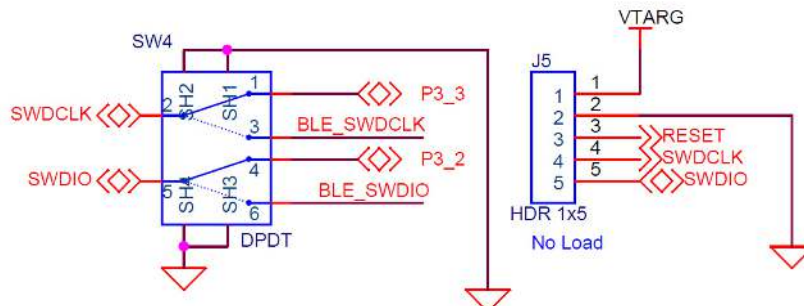 VTARG
SW4
J5
SH2
SH1
1
P3_3
2
SWDCLK
3
BLE_SWDCLK
4
P3_2
SWDIO
5
SH4
SH3
6
BLE_SWDIO
DPDT
1 1
2 2
3 3 RESET
4 4 SWDCLK
5 5 SWDIO
HDR 1x5
No Load